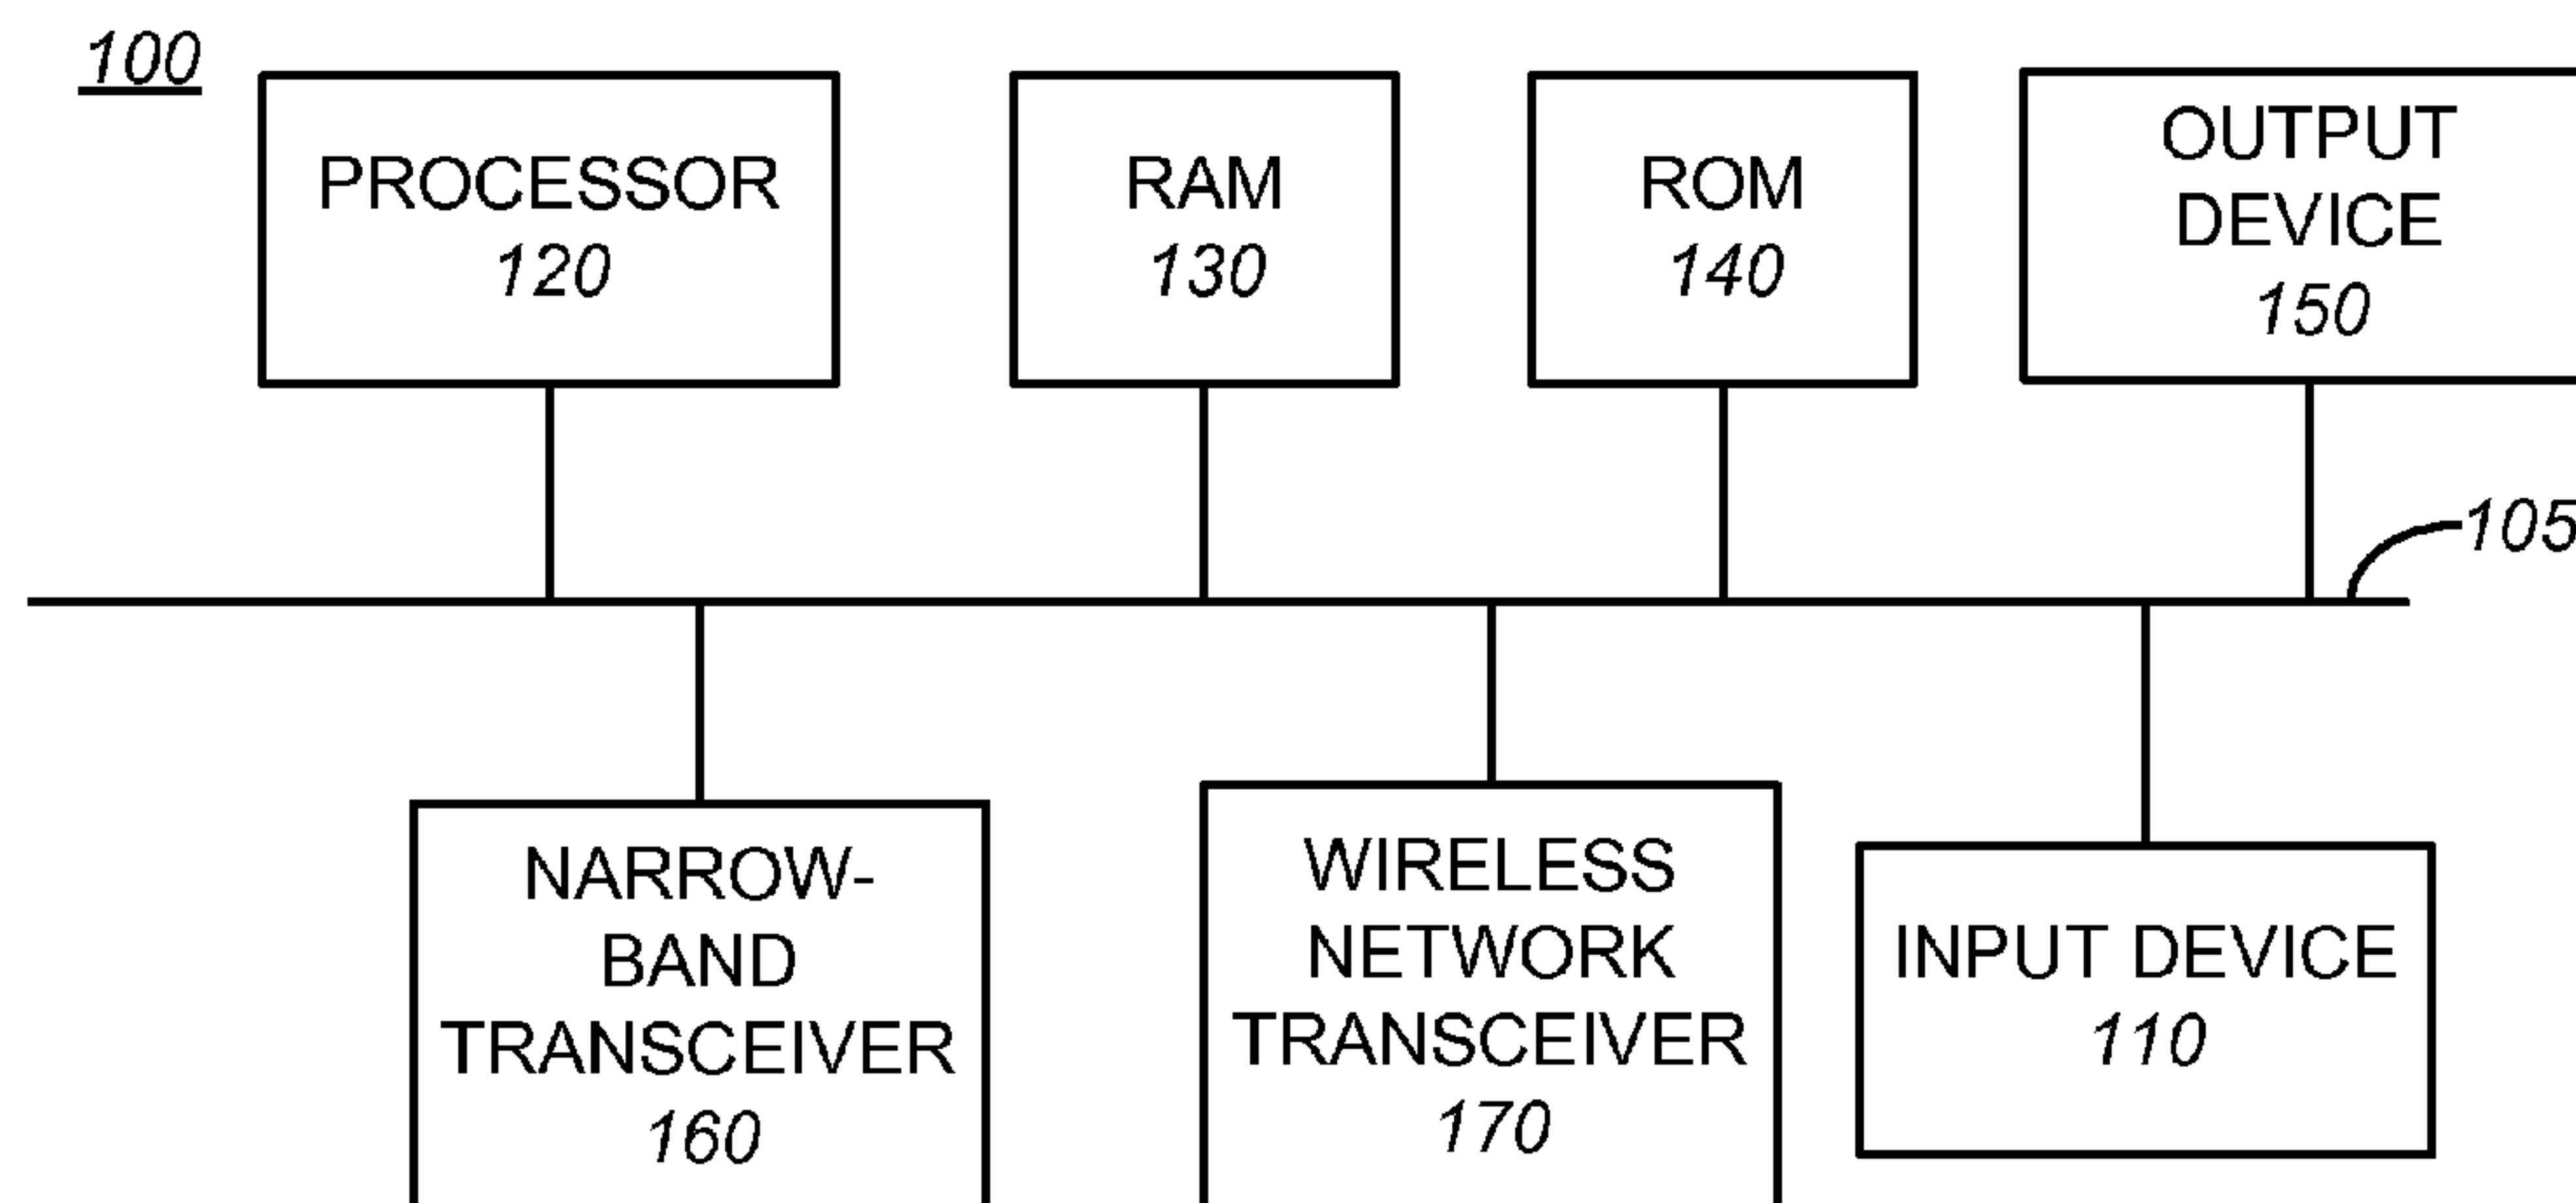 100
PROCESSOR
120
RAM
130
ROM
140
OUTPUT
DEVICE
150
105
NARROW-
BAND
TRANSCEIVER
160
WIRELESS
NETWORK
TRANSCEIVER
170
INPUT DEVICE
110